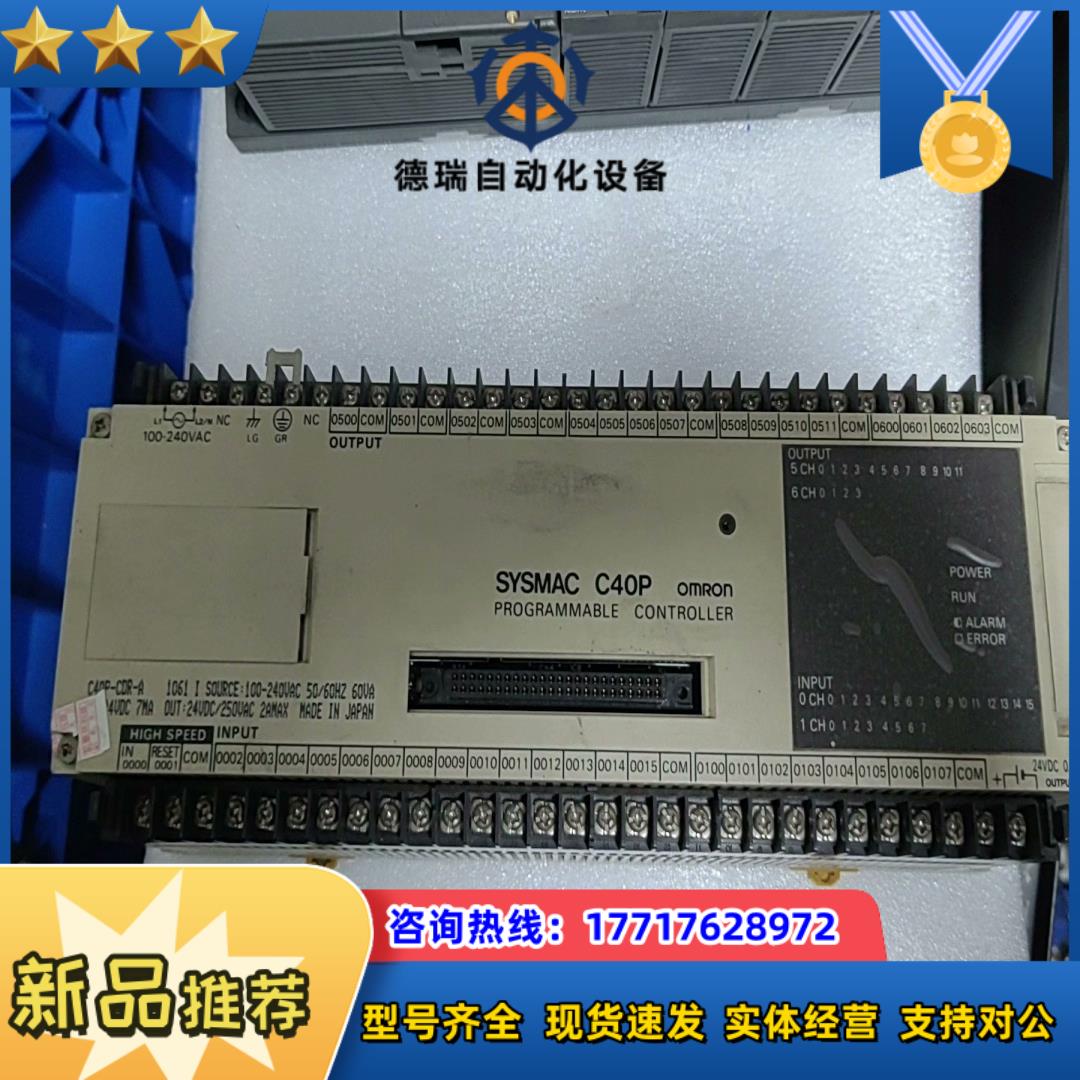 德瑞自动化设备
L1 L2/N NC LG GR NC 0500 COM 0501 COM 0502 COM 0503 COM 0504 0505 0506 0507 COM 0508 0509 0510 0511 COM 0600 0601 0602 0603 COM
100-240VAC
OUTPUT
OUTPUT
5CH 0 1 2 3 4 5 6 7 8 9 10 11
6CH 0 1 2 3
POWER
RUN
ALARM
ERROR
SYSMAC C40P OMRON
PROGRAMMABLE CONTROLLER
INPUT
0CH 0 1 2 3 4 5 6 7 8 9 10 11 12 13 14 15
1CH 0 1 2 3 4 5 6 7
C40P-CDR-A 1061 I SOURCE:100-240VAC 50/60HZ 60VA
4VDC 7MA OUT:24VDC/250VAC 2AMAX MADE IN JAPAN
HIGH SPEED INPUT
IN 0000 RESET 0001 COM 0002 0003 0004 0005 0006 0007 0008 0009 0010 0011 0012 0013 0014 0015 COM 0100 0101 0102 0103 0104 0105 0106 0107 COM + 24VDC 0.
OUTPU
咨询热线：17717628972
新品推荐
型号齐全 现货速发 实体经营 支持对公